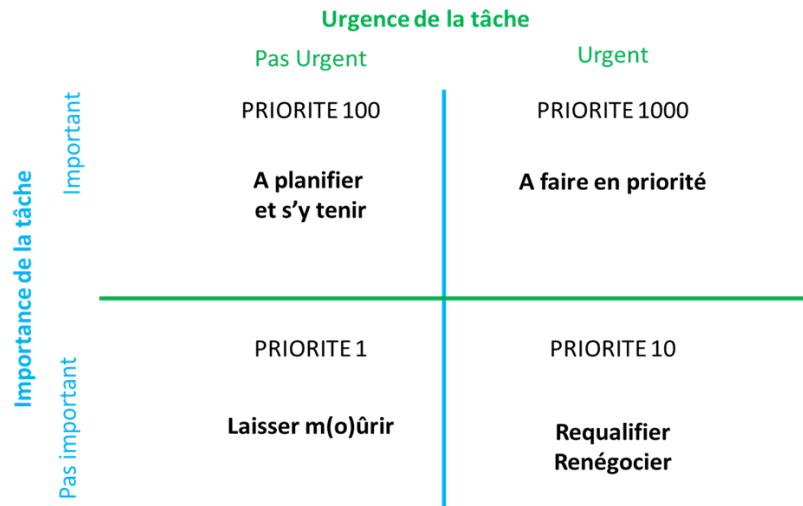 Urgence de la tâche
Pas Urgent
Urgent
Importance de la tâche
Important
PRIORITE 100
PRIORITE 1000
A planifier
et s'y tenir
A faire en priorité
Pas important
PRIORITE 1
PRIORITE 10
Laisser m(o)ûrir
Requalifier
Renégocier